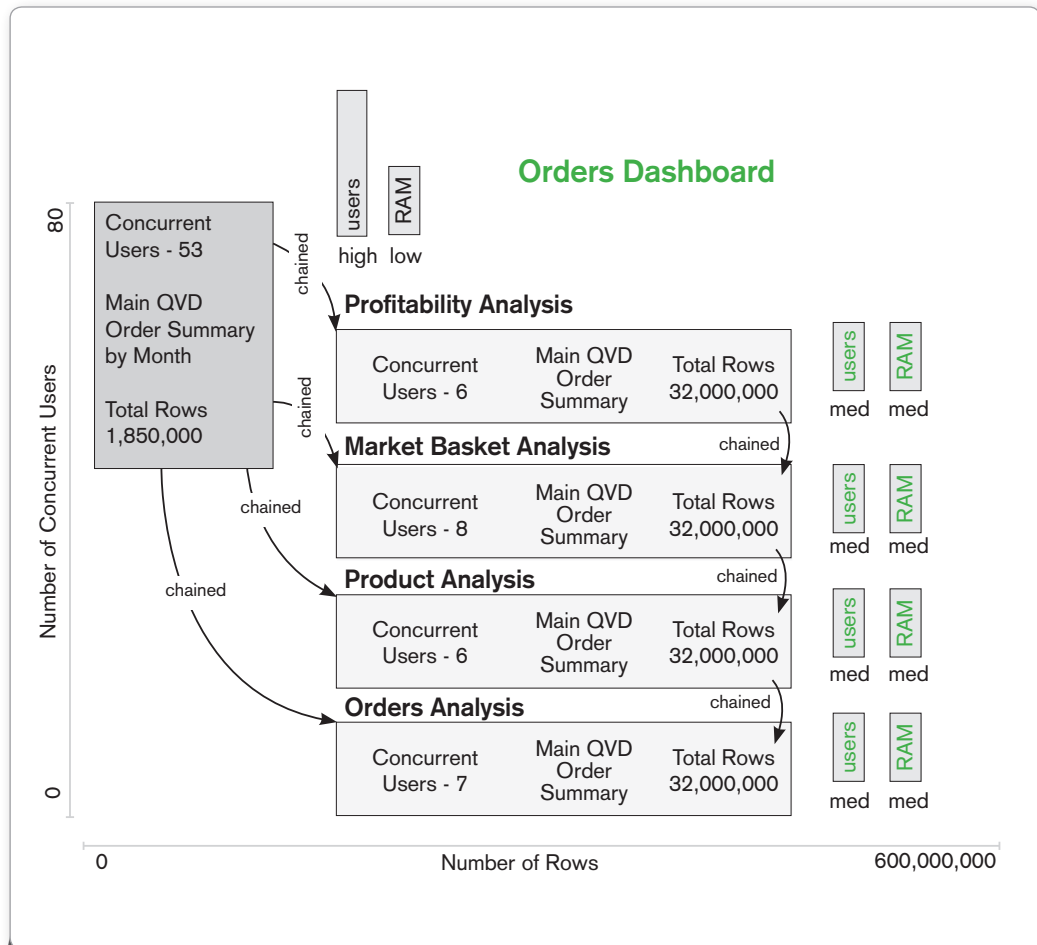 Orders Dashboard
users
RAM
high
low
80
Number of Concurrent Users
0
Concurrent
Users - 53
Main QVD
Order Summary
by Month
Total Rows
1,850,000
chained
chained
chained
chained
Profitability Analysis
Concurrent
Users - 6
Main QVD
Order
Summary
Total Rows
32,000,000
users
RAM
med
med
chained
Market Basket Analysis
Concurrent
Users - 8
Main QVD
Order
Summary
Total Rows
32,000,000
users
RAM
med
med
chained
Product Analysis
Concurrent
Users - 6
Main QVD
Order
Summary
Total Rows
32,000,000
users
RAM
med
med
chained
Orders Analysis
Concurrent
Users - 7
Main QVD
Order
Summary
Total Rows
32,000,000
users
RAM
med
med
0
Number of Rows
600,000,000